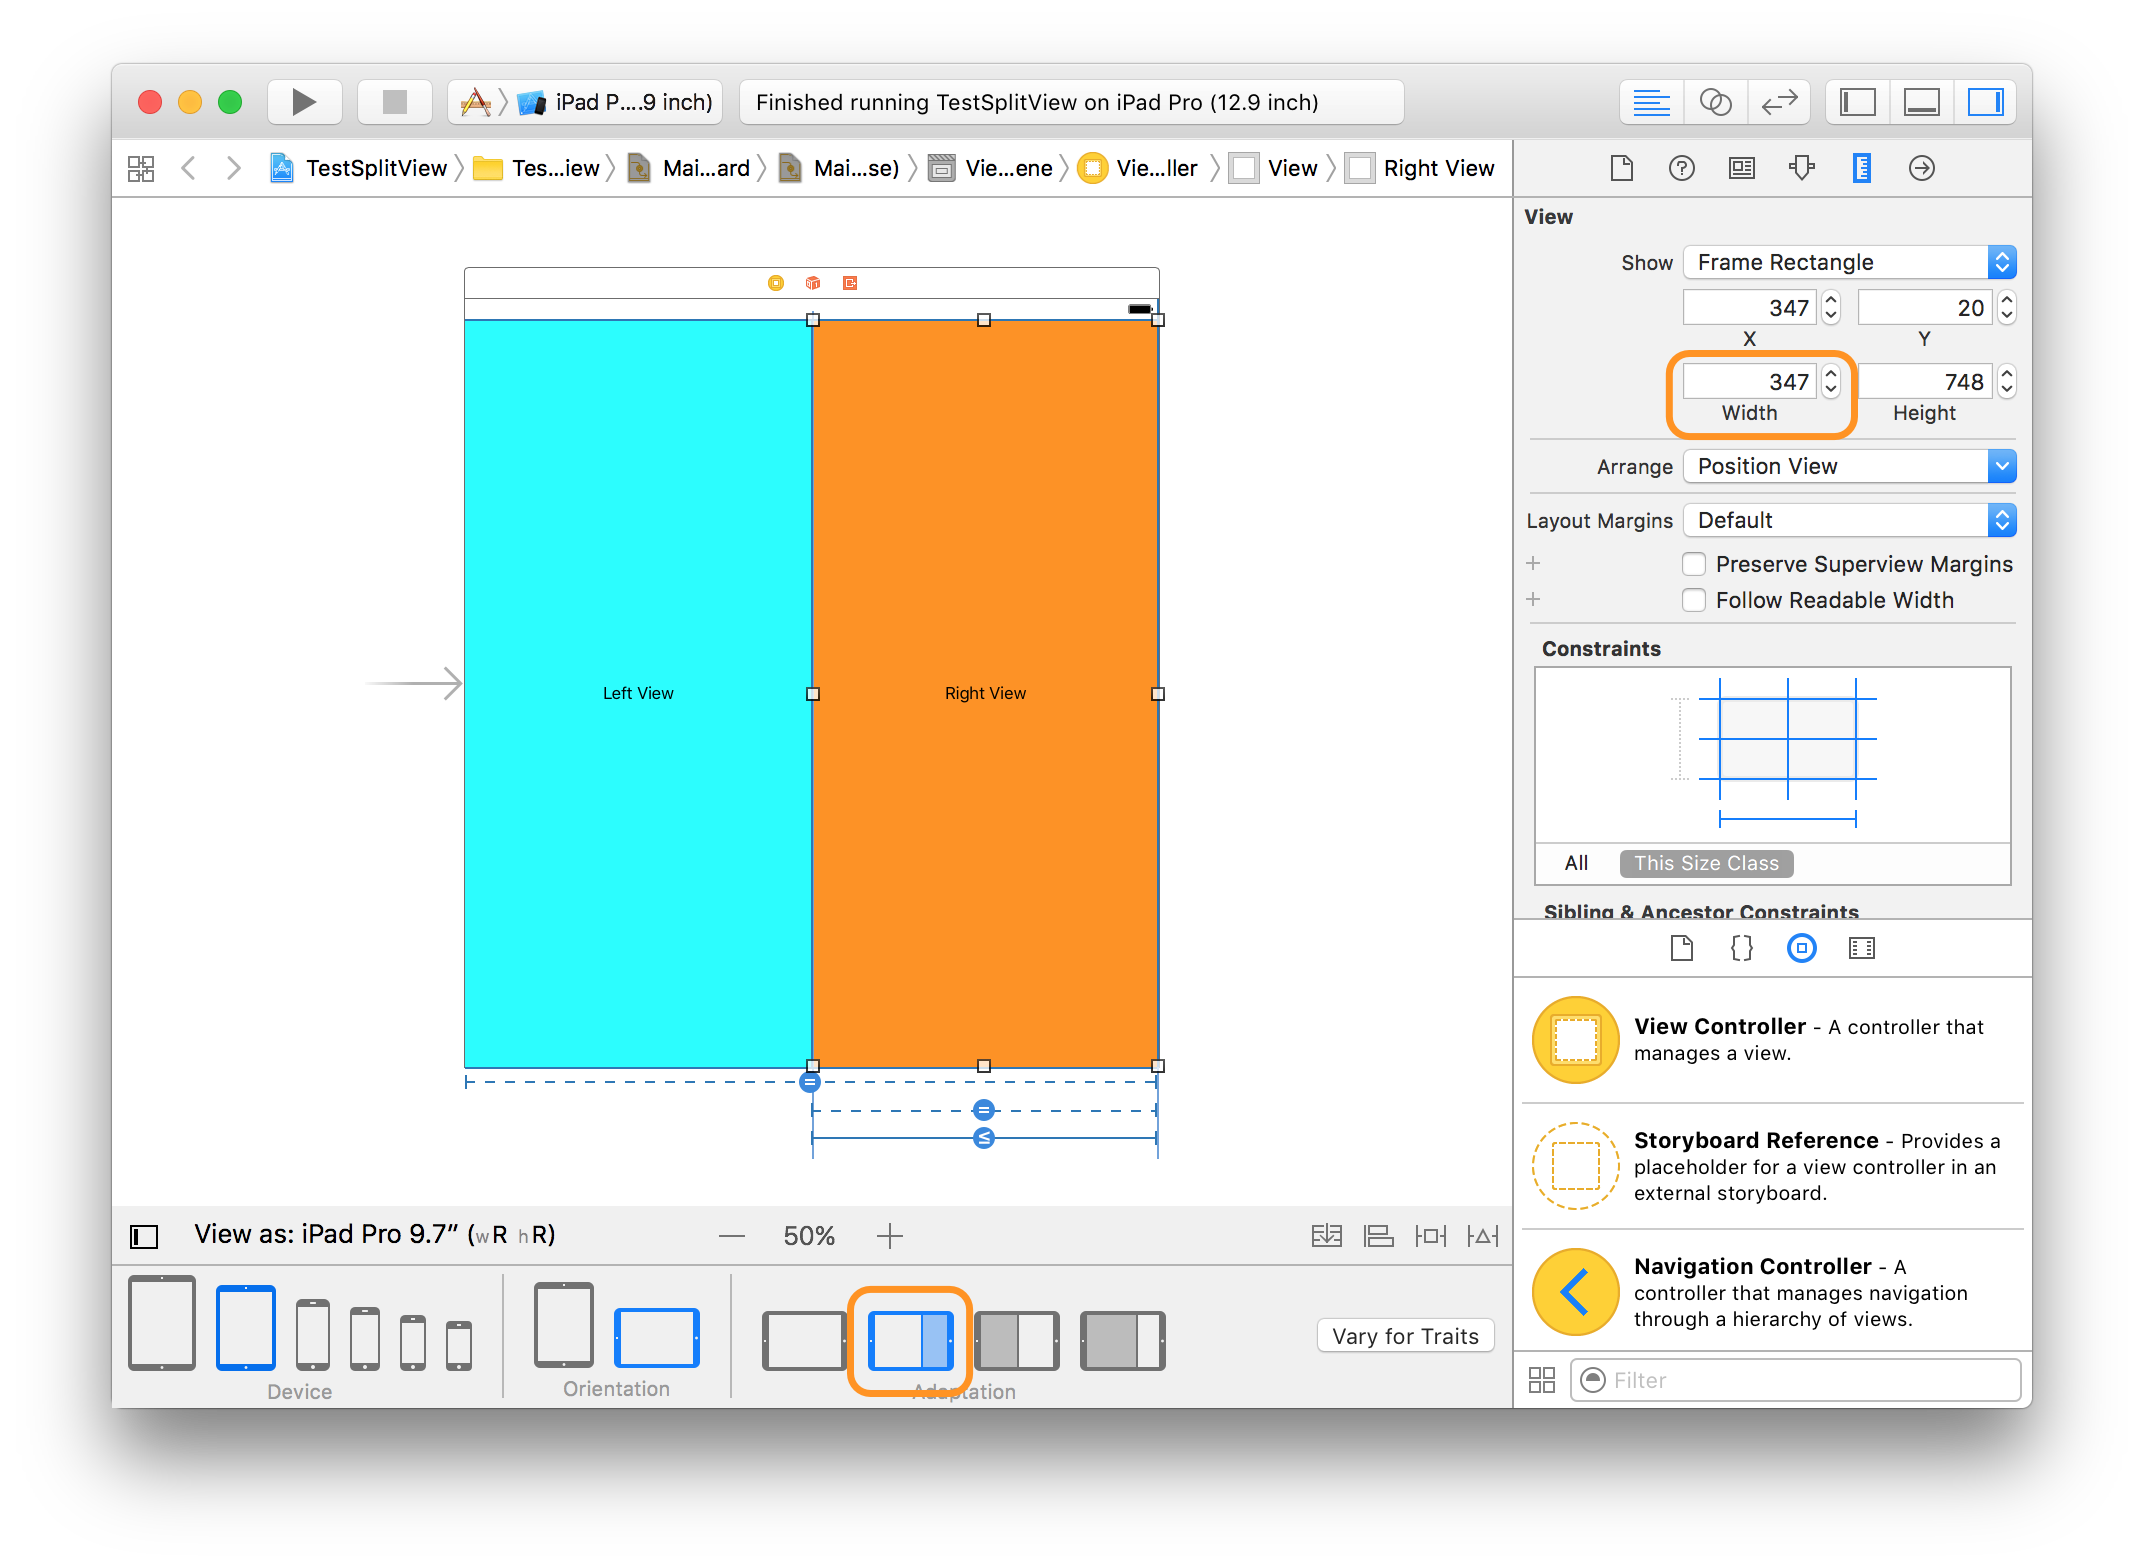 iPad P....9 inch)
Finished running TestSplitView on iPad Pro (12.9 inch)
TestSplitView
Tes...iew
Mai...ard
Mai...se)
Vie...ene
Vie...ller
View
Right View
View
Show
Frame Rectangle
347
20
X
Y
347
748
Width
Height
Arrange
Position View
Layout Margins
Default
Preserve Superview Margins
Follow Readable Width
Constraints
All
This Size Class
Sibling & Ancestor Constraints
Left View
Right View
View Controller - A controller that
manages a view.
Storyboard Reference - Provides a
placeholder for a view controller in an
external storyboard.
Navigation Controller - A
controller that manages navigation
through a hierarchy of views.
Filter
View as: iPad Pro 9.7” (wR hR)
50%
Device
Orientation
Adaptation
Vary for Traits